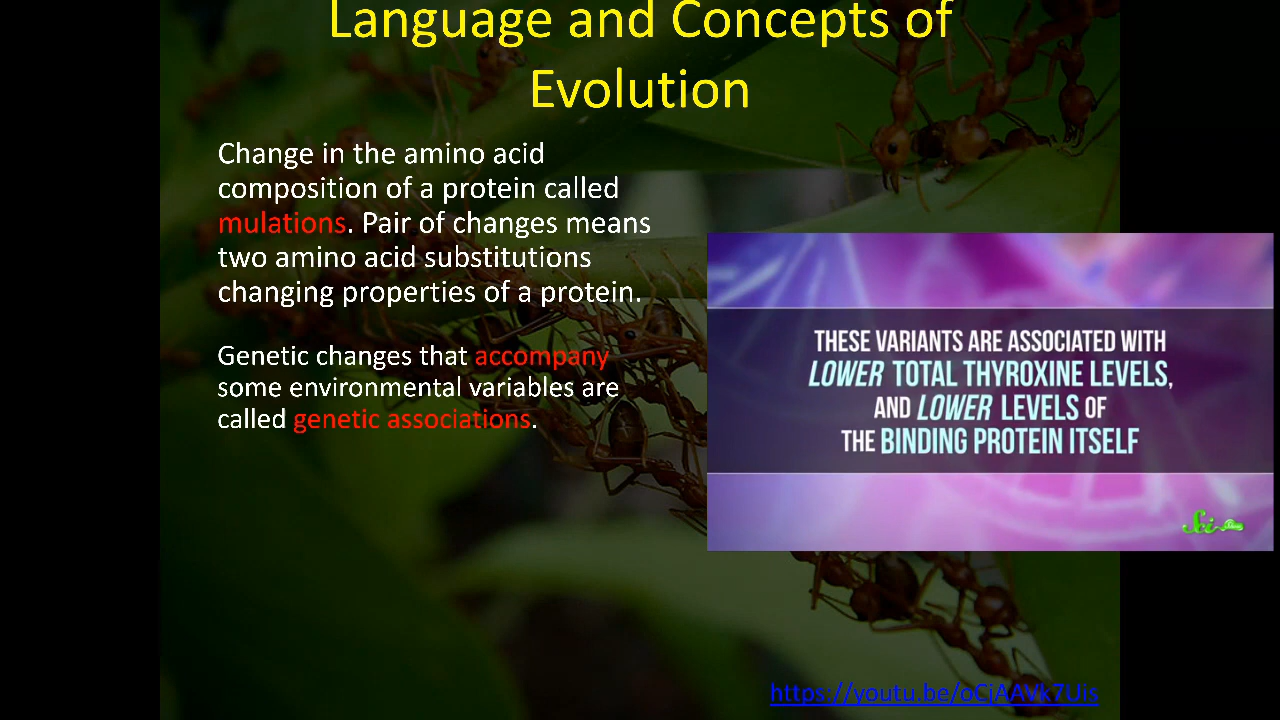 Language and Concepts of
Evolution
Change in the amino acid
composition of a protein called
mulations. Pair of changes means
two amino acid substitutions
changing properties of a protein.
Genetic changes that accompany
some environmental variables are
called genetic associations.
THESE VARIANTS ARE ASSOCIATED WITH
LOWER TOTAL THYROXINE LEVELS,
AND LOWER LEVELS OF
THE BINDING PROTEIN ITSELF
Sci
https://youtu.be/oCjAAVk7Uis